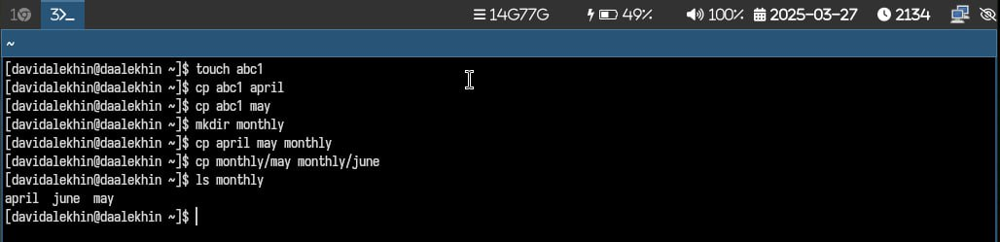 1
3>_
14G77G 49% 100% 2025-03-27 2134
~
[davidalekhin@daalekhin ~]$ touch abc1
[davidalekhin@daalekhin ~]$ cp abc1 april
[davidalekhin@daalekhin ~]$ cp abc1 may
[davidalekhin@daalekhin ~]$ mkdir monthly
[davidalekhin@daalekhin ~]$ cp april may monthly
[davidalekhin@daalekhin ~]$ cp monthly/may monthly/june
[davidalekhin@daalekhin ~]$ ls monthly
april  june  may
[davidalekhin@daalekhin ~]$